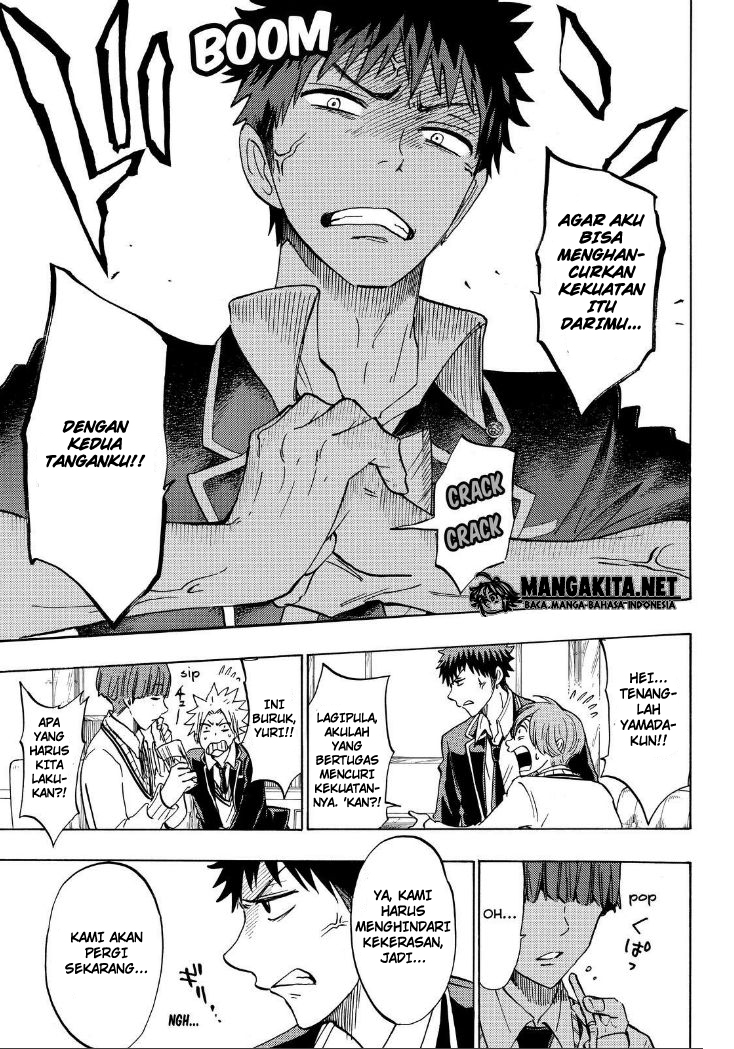 BOOM
AGAR AKU
BISA
MENGHAN-
CURKAN
KEKUATAN
ITU
DARIMU...
DENGAN
KEDUA
TANGANKU!!
CRACK
CRACK
MANGAKITA.NET
BACA MANGA BAHASA INDONESIA
HEI...
TENANG-
LAH
YAMADA-
KUN!!
LAGIPULA,
AKULAH
YANG
BERTUGAS
MENCURI
KEKUATAN-
NYA. 'KAN?!
INI
BURUK,
YURI!!
sip
APA
YANG
HARUS
KITA
LAKU-
KAN?!
pop
ぱっ
OH...
YA, KAMI
HARUS
MENGHINDARI
KEKERASAN,
JADI...
KAMI AKAN
PERGI
SEKARANG...
NGH...